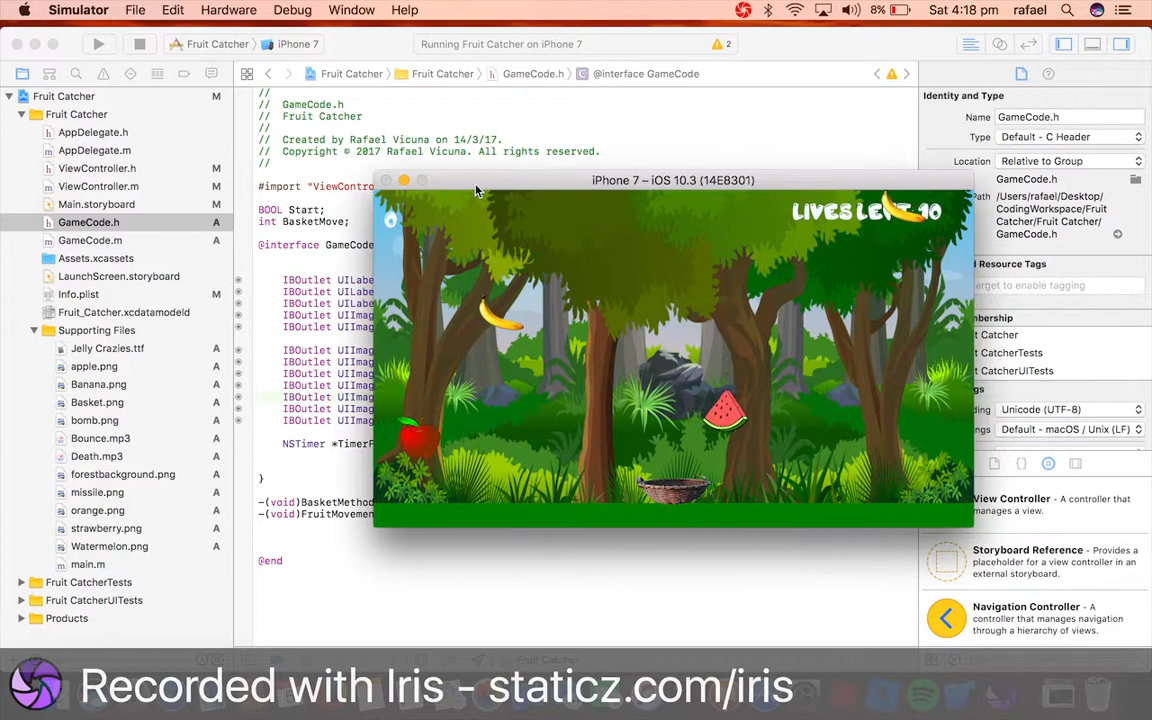 Simulator File Edit Hardware Debug Window Help 8% Sat 4:18 pm rafael
Fruit Catcher iPhone 7 Running Fruit Catcher on iPhone 7 2
Fruit Catcher Fruit Catcher GameCode.h @interface GameCode
Fruit Catcher M
Fruit Catcher
AppDelegate.h
AppDelegate.m
ViewController.h M
ViewController.m M
Main.storyboard M
GameCode.h A
GameCode.m A
Assets.xcassets
LaunchScreen.storyboard
Info.plist M
Fruit_Catcher.xcdatamodeld
Supporting Files
Jelly Crazies.ttf A
apple.png A
Banana.png A
Basket.png A
bomb.png A
Bounce.mp3 A
Death.mp3 A
forestbackground.png A
missile.png A
orange.png A
strawberry.png A
Watermelon.png A
main.m
Fruit CatcherTests
Fruit CatcherUITests
Products
//
// GameCode.h
// Fruit Catcher
//
// Created by Rafael Vicuna on 14/3/17.
// Copyright © 2017 Rafael Vicuna. All rights reserved.
//
#import "ViewContro
BOOL Start;
int BasketMove;
@interface GameCode
IBOutlet UILabe
IBOutlet UILabe
IBOutlet UILabe
IBOutlet UIImag
IBOutlet UIImag
IBOutlet UIImag
IBOutlet UIImag
IBOutlet UIImag
IBOutlet UIImag
IBOutlet UIImag
IBOutlet UIImag
IBOutlet UIImag
NSTimer *TimerF
}
-(void)BasketMethod
-(void)FruitMovemen
@end
iPhone 7 – iOS 10.3 (14E8301)
0
LIVES 10
Identity and Type
Name GameCode.h
Type Default - C Header
Location Relative to Group
GameCode.h
Path /Users/rafael/Desktop/
CodingWorkspace/Fruit
Catcher/Fruit Catcher/
GameCode.h
d Resource Tags
target to enable tagging
mbership
Fruit Catcher
Fruit CatcherTests
Fruit CatcherUITests
Unicode (UTF-8)
Default - macOS / Unix (LF)
View Controller - A
controller that manages a view.
Storyboard Reference - Provides a
placeholder for a view controller in an
external storyboard.
Navigation Controller - A
controller that manages navigation
through a hierarchy of views.
Recorded with Iris - staticz.com/iris